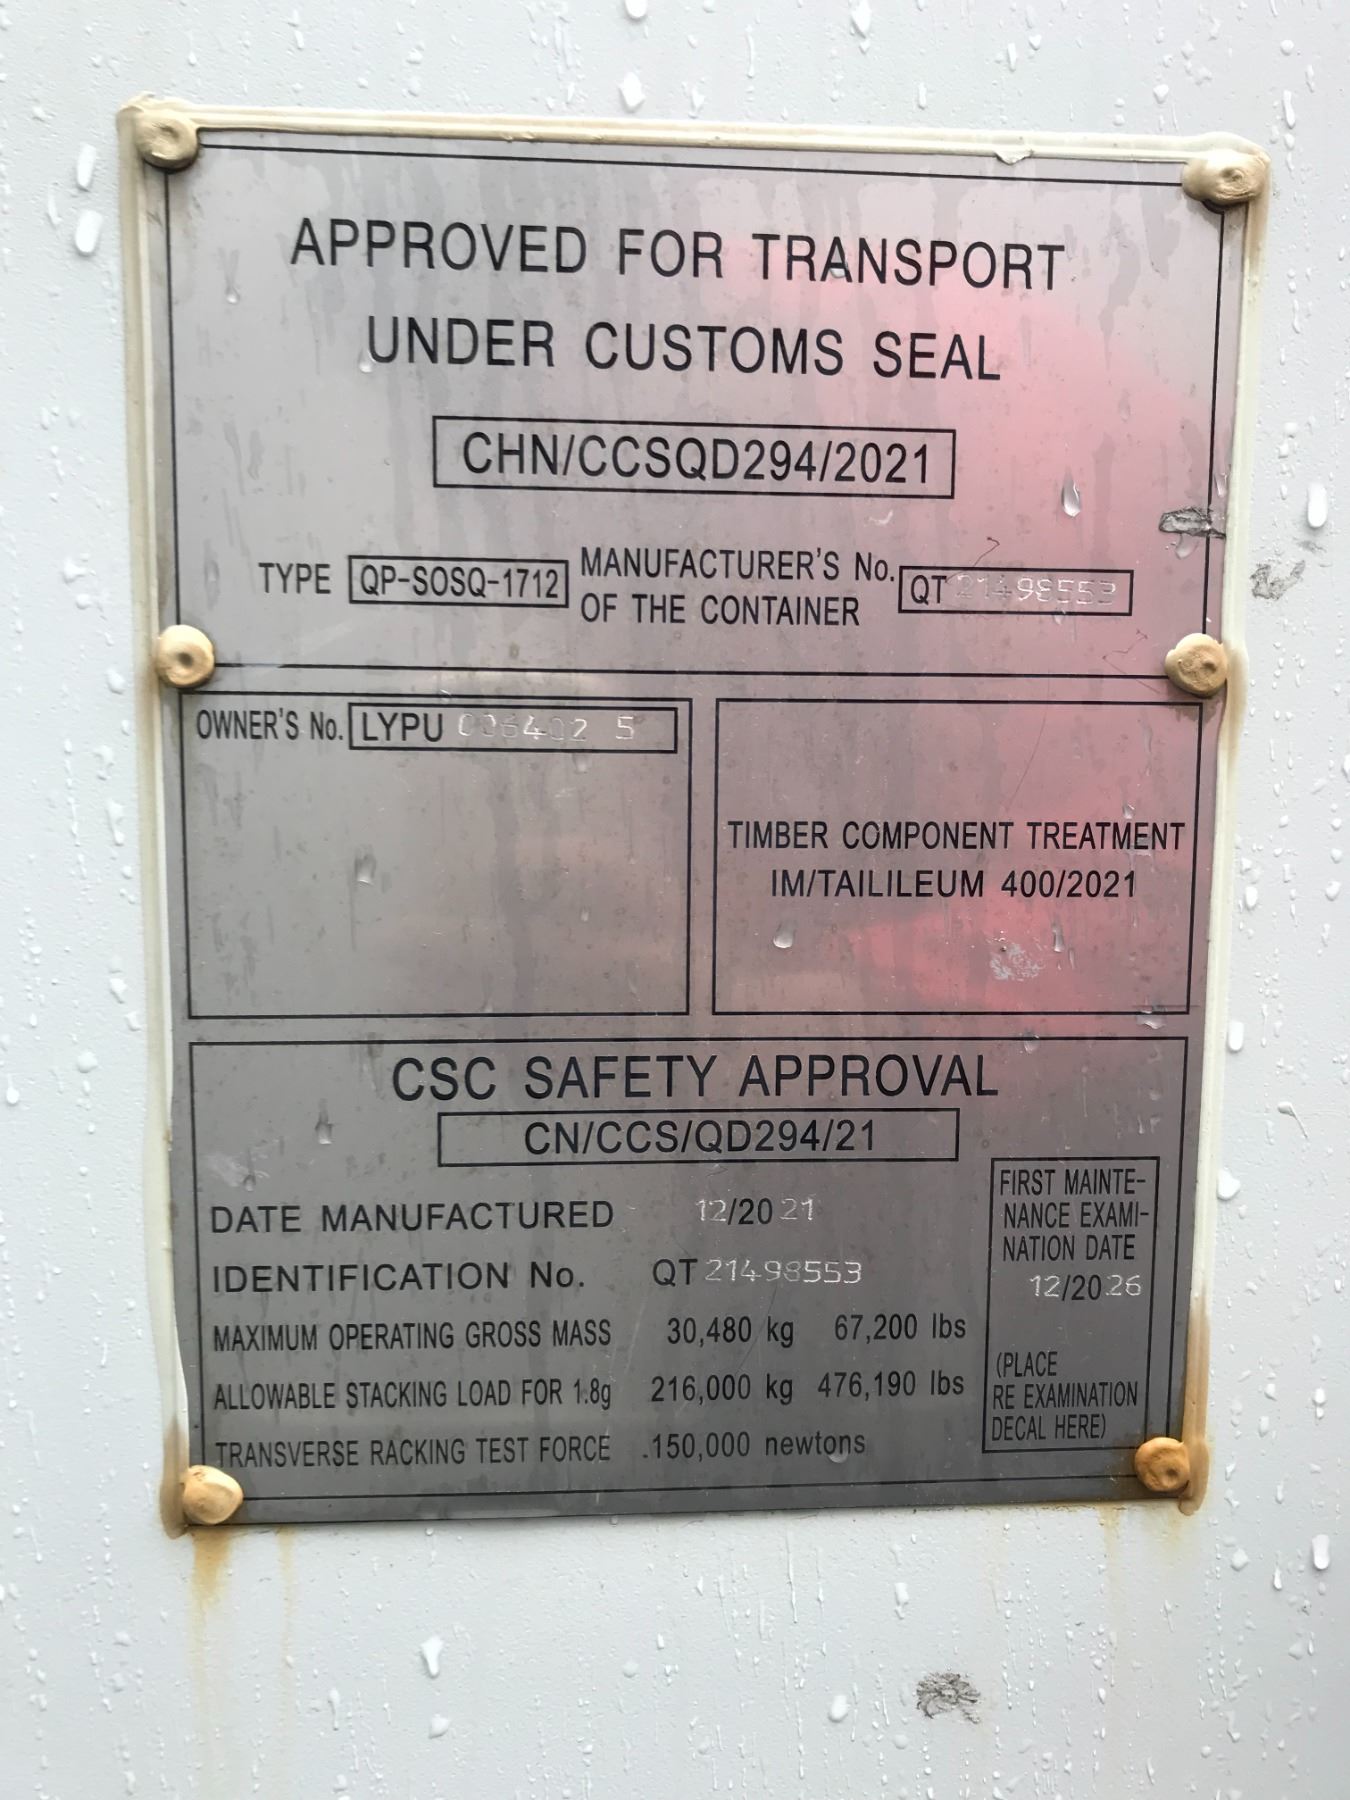 APPROVED FOR TRANSPORT
UNDER CUSTOMS SEAL
CHN/CCSQD294/2021
TYPE QP-SOSQ-1712 MANUFACTURER'S No. OF THE CONTAINER QT 21498553
OWNER'S No. LYPU 006402 5
TIMBER COMPONENT TREATMENT
IM/TAILILEUM 400/2021
CSC SAFETY APPROVAL
CN/CCS/QD294/21
DATE MANUFACTURED 12/20 21
IDENTIFICATION No. QT 21498553
MAXIMUM OPERATING GROSS MASS 30,480 kg 67,200 lbs
ALLOWABLE STACKING LOAD FOR 1.8g 216,000 kg 476,190 lbs
TRANSVERSE RACKING TEST FORCE .150,000 newtons
FIRST MAINTE-
NANCE EXAMI-
NATION DATE
12/20 26
(PLACE
RE EXAMINATION
DECAL HERE)